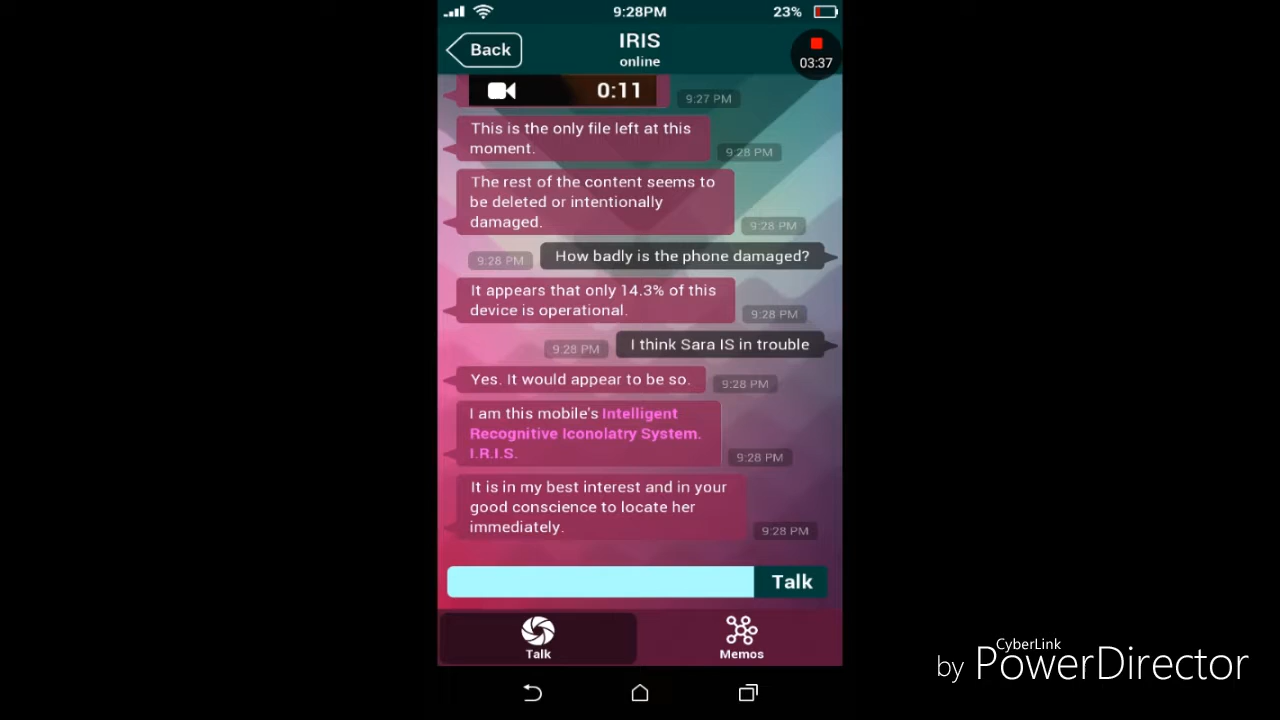 9:28PM
23%
Back
IRIS
online
03:37
0:11
9:27 PM
This is the only file left at this
moment.
9:28 PM
The rest of the content seems to
be deleted or intentionally
damaged.
9:28 PM
How badly is the phone damaged?
9:28 PM
It appears that only 14.3% of this
device is operational.
9:28 PM
I think Sara IS in trouble
9:28 PM
Yes. It would appear to be so.
9:28 PM
I am this mobile's Intelligent
Recognitive Iconolatry System.
I.R.I.S.
9:28 PM
It is in my best interest and in your
good conscience to locate her
immediately.
9:28 PM
Talk
Talk
Memos
CyberLink
by PowerDirector